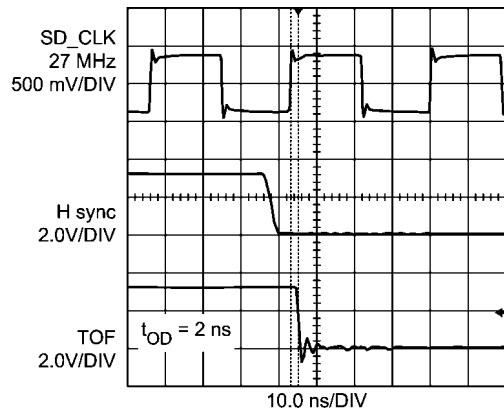 SD_CLK
27 MHz
500 mV/DIV
H sync
2.0V/DIV
t_OD = 2 ns
TOF
2.0V/DIV
10.0 ns/DIV